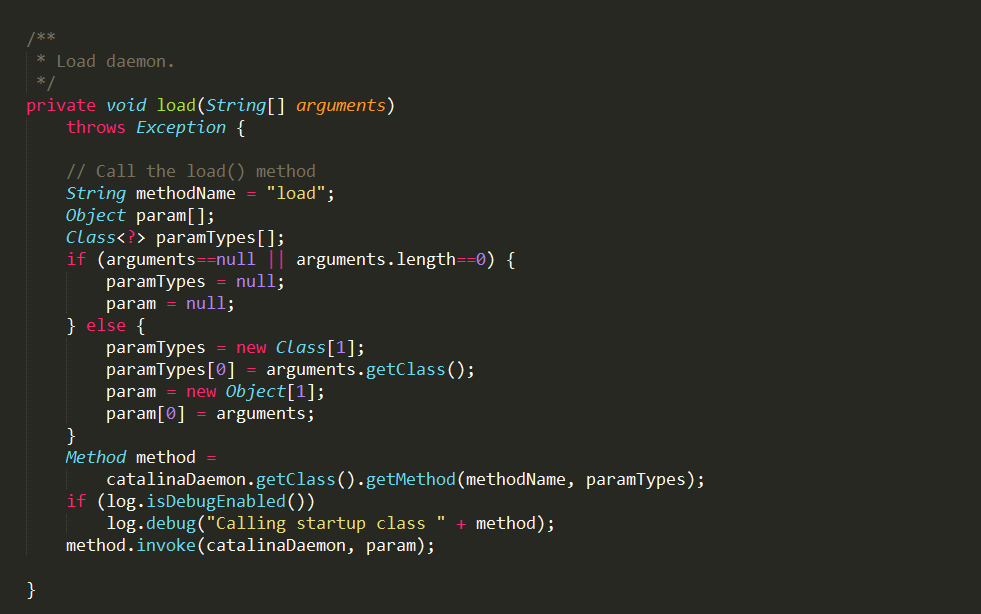 /**
 * Load daemon.
 */
private void load(String[] arguments)
    throws Exception {

    // Call the load() method
    String methodName = "load";
    Object param[];
    Class<?> paramTypes[];
    if (arguments==null || arguments.length==0) {
        paramTypes = null;
        param = null;
    } else {
        paramTypes = new Class[1];
        paramTypes[0] = arguments.getClass();
        param = new Object[1];
        param[0] = arguments;
    }
    Method method =
        catalinaDaemon.getClass().getMethod(methodName, paramTypes);
    if (log.isDebugEnabled())
        log.debug("Calling startup class " + method);
    method.invoke(catalinaDaemon, param);

}